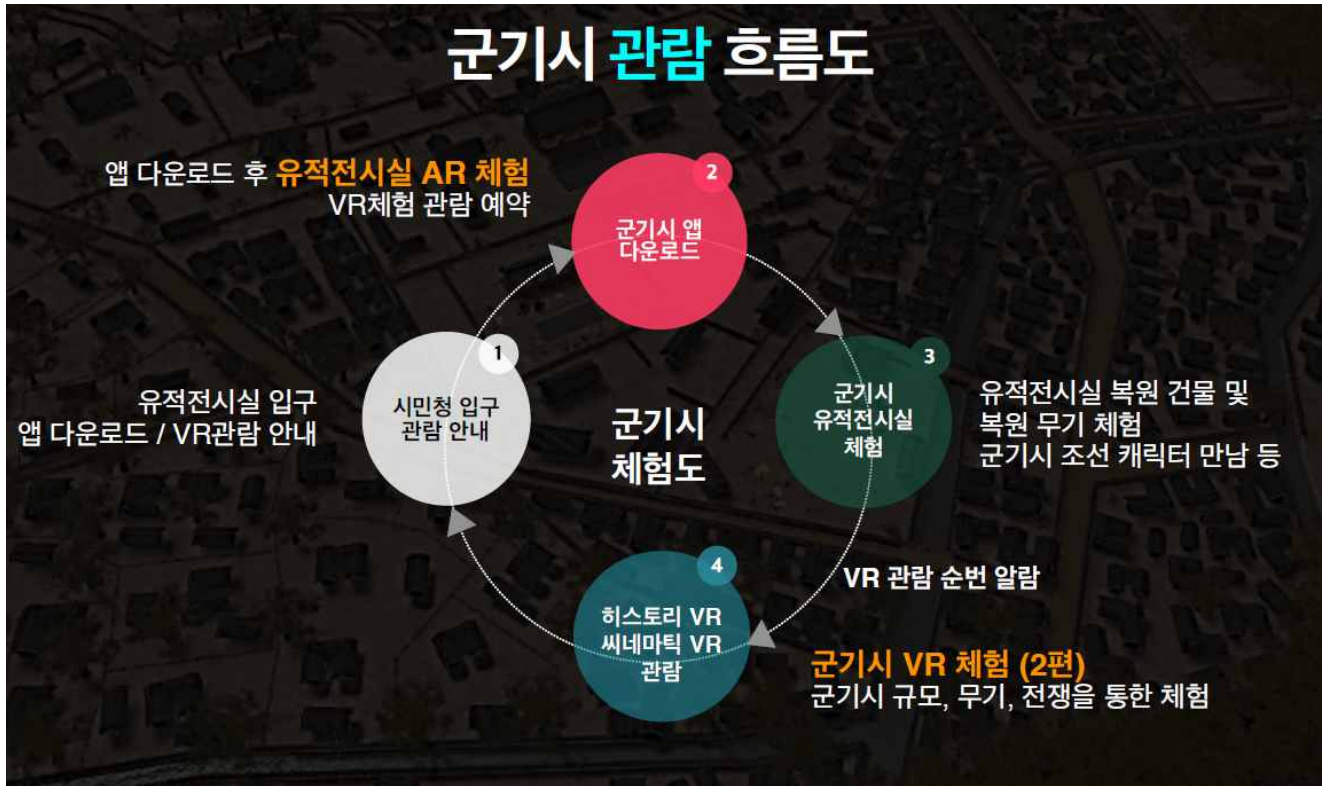 군기시 관람 흐름도
앱 다운로드 후 유적전시실 AR 체험
VR체험 관람 예약
2
군기시 앱
다운로드
1
시민청 입구
관람 안내
유적전시실 입구
앱 다운로드 / VR관람 안내
군기시
체험도
3
군기시
유적전시실
체험
유적전시실 복원 건물 및
복원 무기 체험
군기시 조선 캐릭터 만남 등
VR 관람 순번 알람
4
히스토리 VR
씨네마틱 VR
관람
군기시 VR 체험 (2편)
군기시 규모, 무기, 전쟁을 통한 체험